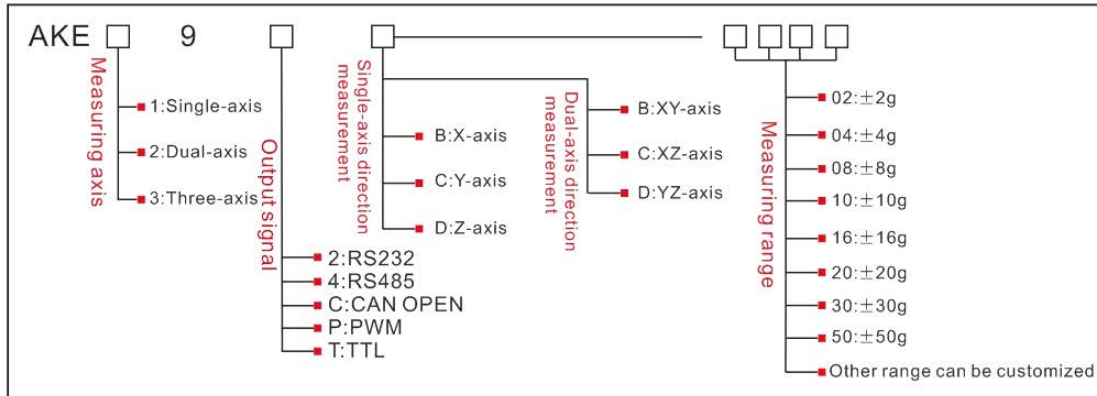 AKE 9
Measuring axis
1:Single-axis
2:Dual-axis
3:Three-axis
Output signal
2:RS232
4:RS485
C:CAN OPEN
P:PWM
T:TTL
Single-axis direction
measurement
B:X-axis
C:Y-axis
D:Z-axis
Dual-axis direction
measurement
B:XY-axis
C:XZ-axis
D:YZ-axis
Measuring range
02:±2g
04:±4g
08:±8g
10:±10g
16:±16g
20:±20g
30:±30g
50:±50g
Other range can be customized